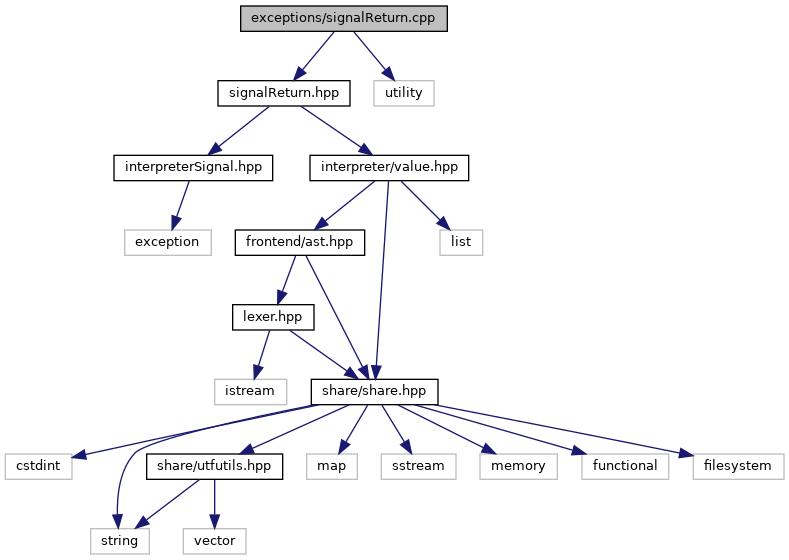 exceptions/signalReturn.cpp
signalReturn.hpp
utility
interpreterSignal.hpp
interpreter/value.hpp
exception
frontend/ast.hpp
list
lexer.hpp
istream
share/share.hpp
cstdint
share/utfutils.hpp
map
sstream
memory
functional
filesystem
string
vector